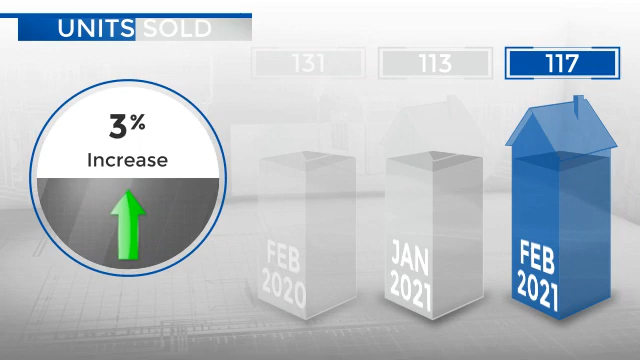 UNITS SOLD
131
113
117
3%
Increase
FEB
2020
JAN
2021
FEB
2021